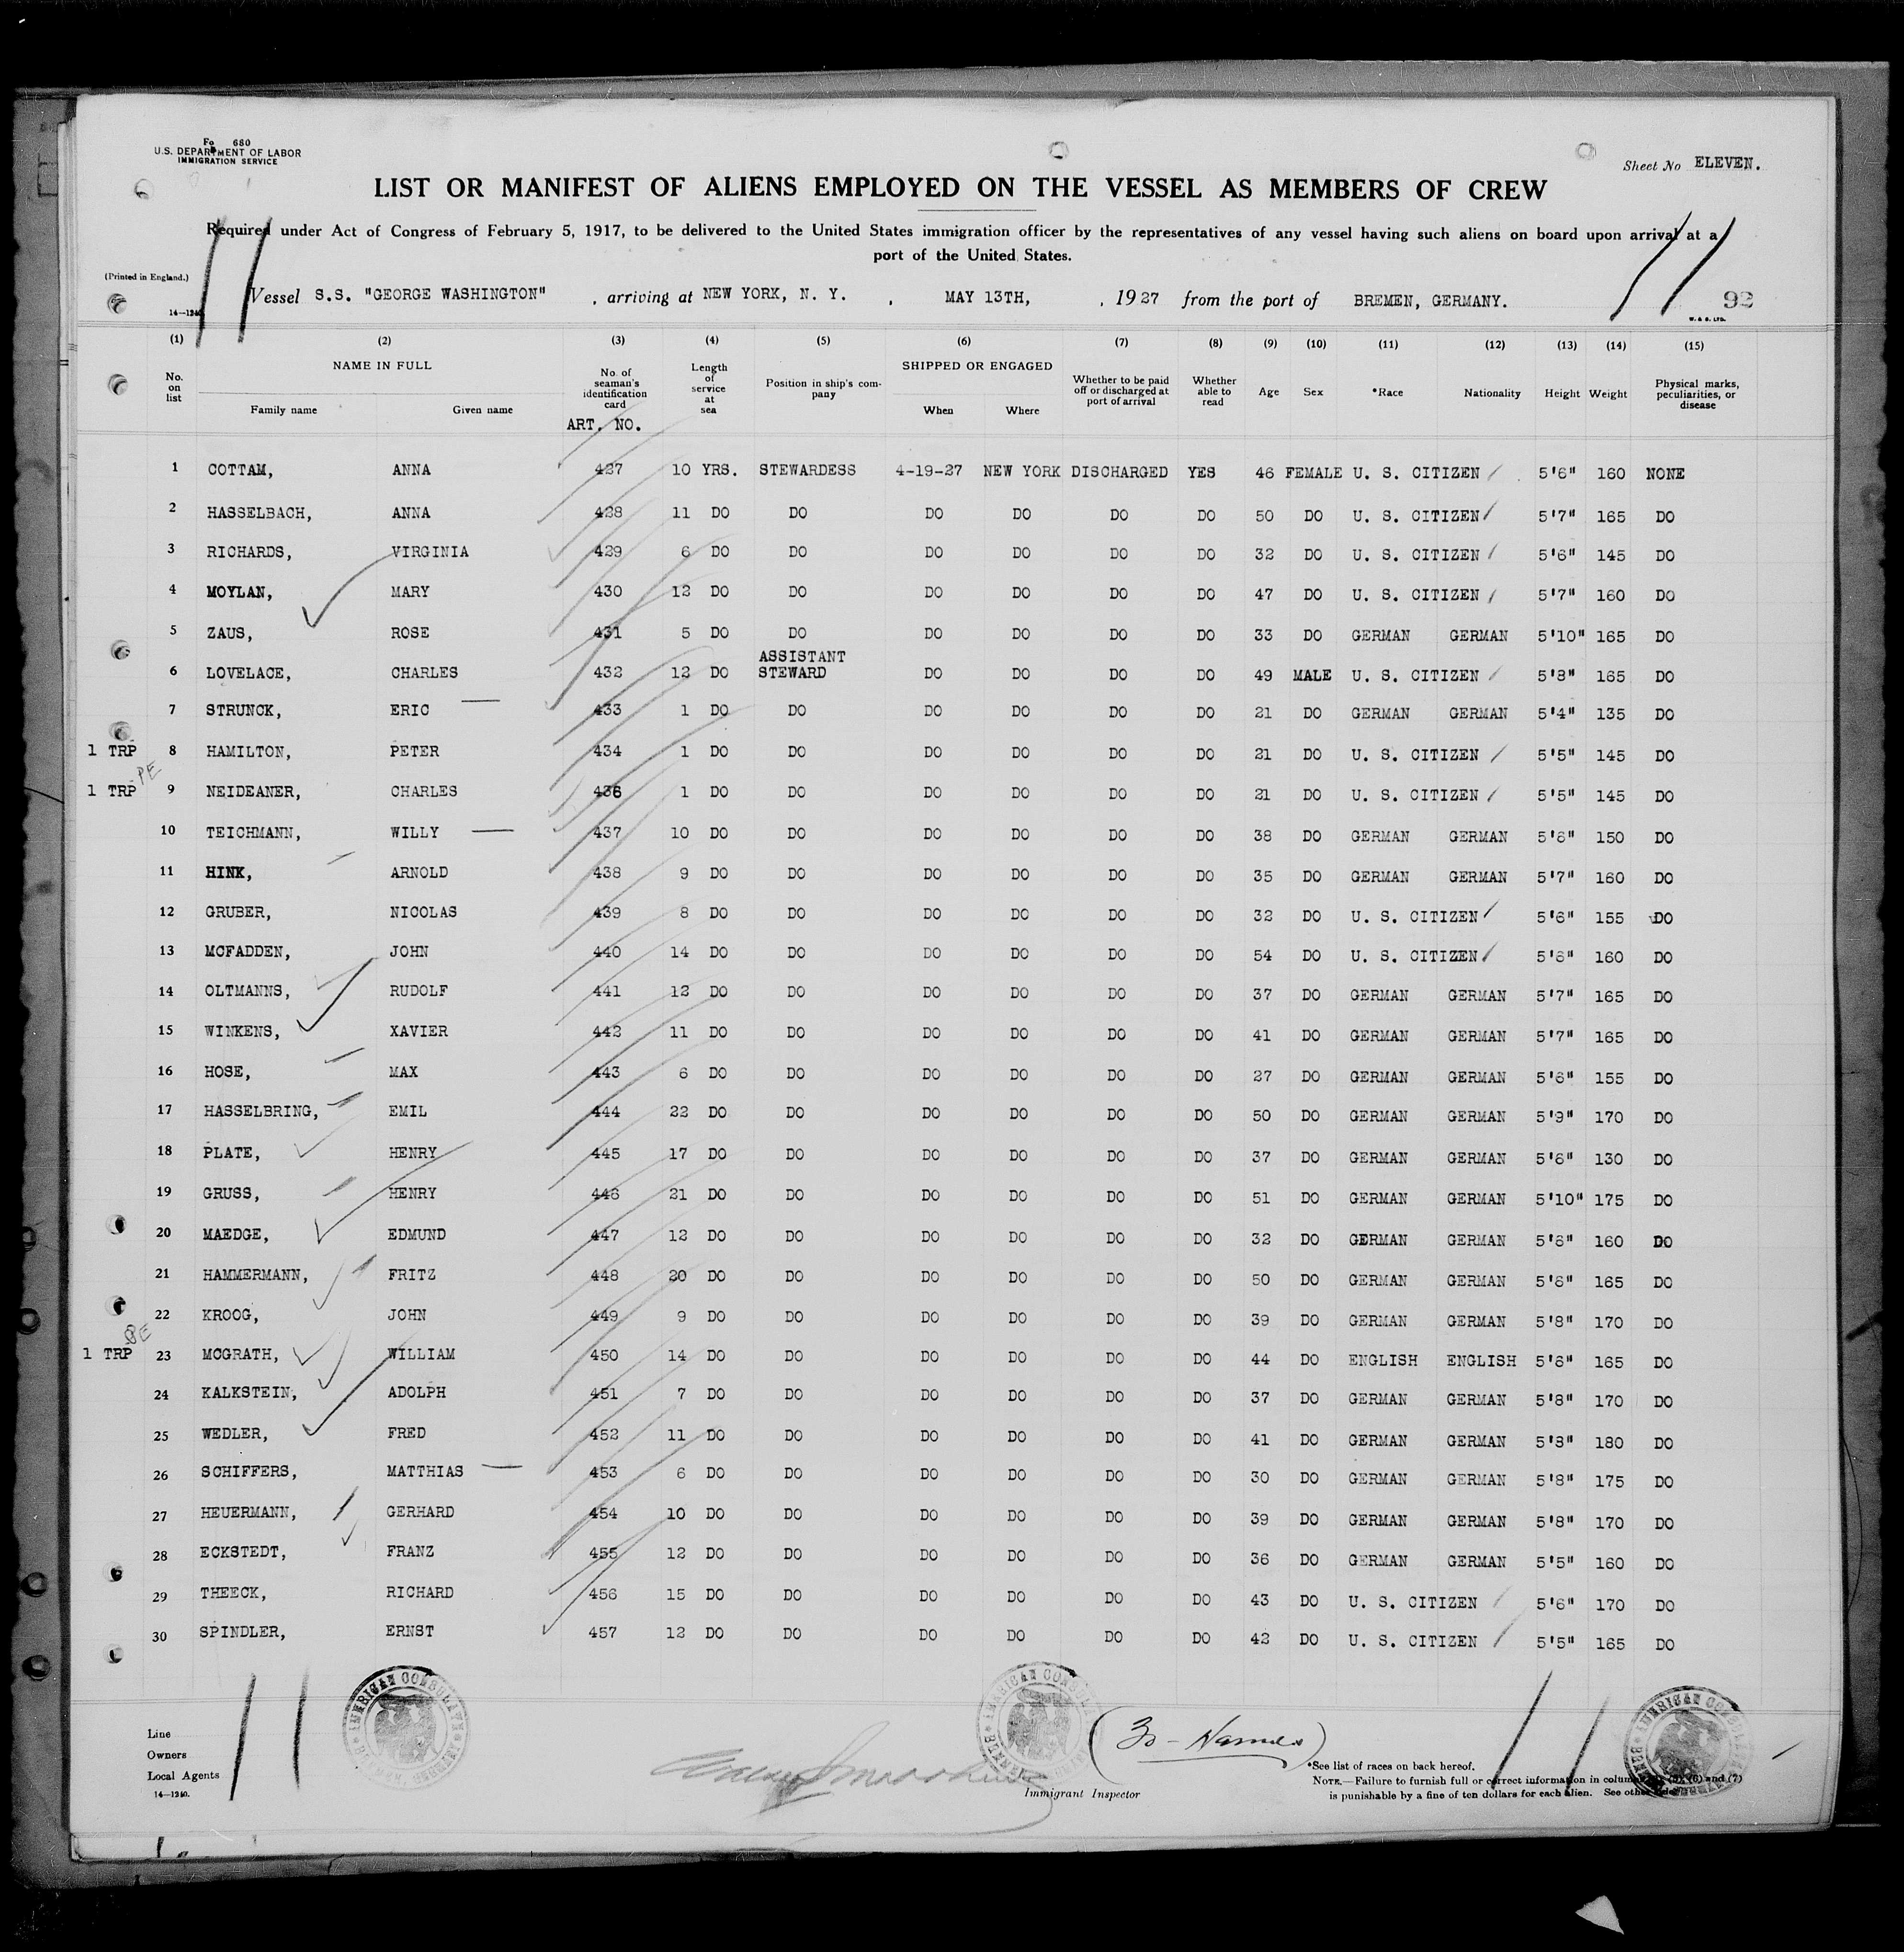 Fo 680
U.S. DEPARTMENT OF LABOR
IMMIGRATION SERVICE
Sheet No ELEVEN.
LIST OR MANIFEST OF ALIENS EMPLOYED ON THE VESSEL AS MEMBERS OF CREW
Required under Act of Congress of February 5, 1917, to be delivered to the United States immigration officer by the representatives of any vessel having such aliens on board upon arrival at a
port of the United States.
(Printed in England.)
11 11
Vessel S.S. "GEORGE WASHINGTON" , arriving at NEW YORK, N. Y. , MAY 13TH, , 1927 from the port of BREMEN, GERMANY. 92
14—1240 W. & S. LTD.
(1) (2) (3) (4) (5) (6) (7) (8) (9) (10) (11) (12) (13) (14) (15)
No. on list NAME IN FULL Family name Given name No. of seaman's identification card Length of service at sea Position in ship's company SHIPPED OR ENGAGED When Where Whether to be paid off or discharged at port of arrival Whether able to read Age Sex *Race Nationality Height Weight Physical marks, peculiarities, or disease
ART. NO.
1 COTTAM, ANNA 427 10 YRS. STEWARDESS 4-19-27 NEW YORK DISCHARGED YES 46 FEMALE U. S. CITIZEN 5'6" 160 NONE
2 HASSELBACH, ANNA 428 11 DO DO DO DO DO DO 50 DO U. S. CITIZEN 5'7" 165 DO
3 RICHARDS, VIRGINIA 429 6 DO DO DO DO DO DO 32 DO U. S. CITIZEN 5'6" 145 DO
4 MOYLAN, MARY 430 12 DO DO DO DO DO DO 47 DO U. S. CITIZEN 5'7" 160 DO
5 ZAUS, ROSE 431 5 DO DO DO DO DO DO 33 DO GERMAN GERMAN 5'10" 165 DO
6 LOVELACE, CHARLES 432 12 DO ASSISTANT STEWARD DO DO DO DO 49 MALE U. S. CITIZEN 5'8" 165 DO
7 STRUNCK, ERIC 433 1 DO DO DO DO DO DO 21 DO GERMAN GERMAN 5'4" 135 DO
1 TRP 8 HAMILTON, PETER 434 1 DO DO DO DO DO DO 21 DO U. S. CITIZEN 5'5" 145 DO
PE
1 TRP 9 NEIDEANER, CHARLES 436 1 DO DO DO DO DO DO 21 DO U. S. CITIZEN 5'5" 145 DO
10 TEICHMANN, WILLY 437 10 DO DO DO DO DO DO 38 DO GERMAN GERMAN 5'6" 150 DO
11 HINK, ARNOLD 438 9 DO DO DO DO DO DO 35 DO GERMAN GERMAN 5'7" 160 DO
12 GRUBER, NICOLAS 439 8 DO DO DO DO DO DO 32 DO U. S. CITIZEN 5'6" 155 DO
13 MCFADDEN, JOHN 440 14 DO DO DO DO DO DO 54 DO U. S. CITIZEN 5'6" 160 DO
14 OLTMANNS, RUDOLF 441 12 DO DO DO DO DO DO 37 DO GERMAN GERMAN 5'7" 165 DO
15 WINKENS, XAVIER 442 11 DO DO DO DO DO DO 41 DO GERMAN GERMAN 5'7" 165 DO
16 HOSE, MAX 443 6 DO DO DO DO DO DO 27 DO GERMAN GERMAN 5'6" 155 DO
17 HASSELBRING, EMIL 444 22 DO DO DO DO DO DO 50 DO GERMAN GERMAN 5'9" 170 DO
18 PLATE, HENRY 445 17 DO DO DO DO DO DO 37 DO GERMAN GERMAN 5'6" 130 DO
19 GRUSS, HENRY 446 21 DO DO DO DO DO DO 51 DO GERMAN GERMAN 5'10" 175 DO
20 MAEDGE, EDMUND 447 12 DO DO DO DO DO DO 32 DO GERMAN GERMAN 5'6" 160 DO
21 HAMMERMANN, FRITZ 448 20 DO DO DO DO DO DO 50 DO GERMAN GERMAN 5'6" 165 DO
22 KROOG, JOHN 449 9 DO DO DO DO DO DO 39 DO GERMAN GERMAN 5'8" 170 DO
PE
1 TRP 23 MCGRATH, WILLIAM 450 14 DO DO DO DO DO DO 44 DO ENGLISH ENGLISH 5'6" 165 DO
24 KALKSTEIN, ADOLPH 451 7 DO DO DO DO DO DO 37 DO GERMAN GERMAN 5'8" 170 DO
25 WEDLER, FRED 452 11 DO DO DO DO DO DO 41 DO GERMAN GERMAN 5'8" 180 DO
26 SCHIFFERS, MATTHIAS 453 6 DO DO DO DO DO DO 30 DO GERMAN GERMAN 5'8" 175 DO
27 HEUERMANN, GERHARD 454 10 DO DO DO DO DO DO 39 DO GERMAN GERMAN 5'8" 170 DO
28 ECKSTEDT, FRANZ 455 12 DO DO DO DO DO DO 36 DO GERMAN GERMAN 5'5" 160 DO
29 THEECK, RICHARD 456 15 DO DO DO DO DO DO 43 DO U. S. CITIZEN 5'6" 170 DO
30 SPINDLER, ERNST 457 12 DO DO DO DO DO DO 42 DO U. S. CITIZEN 5'5" 165 DO
11 11
AMERICAN CONSULATE BREMEN, GERMANY
(30 - Names)
Line
Owners
Local Agents
14—1240.
Immigrant Inspector
*See list of races on back hereof.
NOTE.—Failure to furnish full or correct information in columns (5) (6) and (7)
is punishable by a fine of ten dollars for each alien. See other